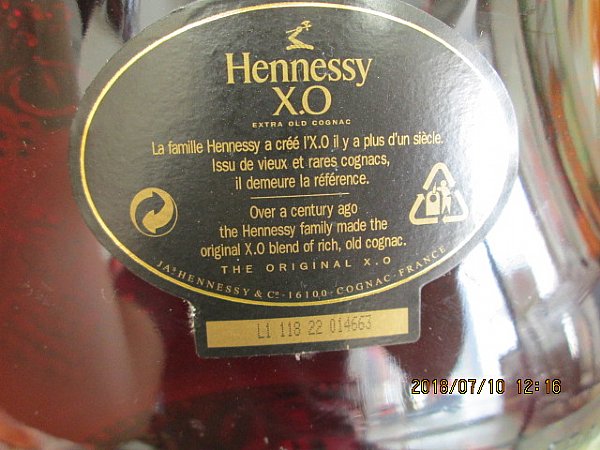 Hennessy
X.O
EXTRA OLD COGNAC
La famille Hennessy a créé l'X.O il y a plus d'un siècle.
Issu de vieux et rares cognacs,
il demeure la référence.
Over a century ago
the Hennessy family made the
original X.O blend of rich, old cognac.
THE ORIGINAL X.O
JAS HENNESSY & Co - 16100 - COGNAC - FRANCE
L1 118 22 014663
2018/07/10 12:16